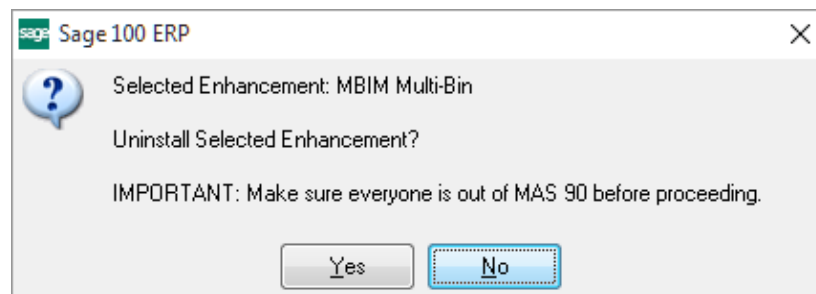 sage Sage 100 ERP
Selected Enhancement: MBIM Multi-Bin
Uninstall Selected Enhancement?
IMPORTANT: Make sure everyone is out of MAS 90 before proceeding.
Yes No